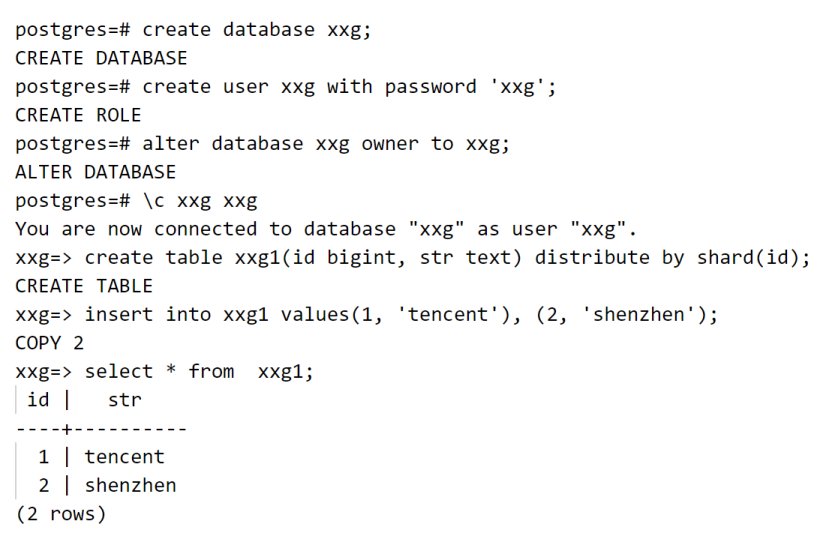 postgres=# create database xxg;
CREATE DATABASE
postgres=# create user xxg with password 'xxg';
CREATE ROLE
postgres=# alter database xxg owner to xxg;
ALTER DATABASE
postgres=# \c xxg xxg
You are now connected to database "xxg" as user "xxg".
xxg=> create table xxg1(id bigint, str text) distribute by shard(id);
CREATE TABLE
xxg=> insert into xxg1 values(1, 'tencent'), (2, 'shenzhen');
COPY 2
xxg=> select * from  xxg1;
 id |   str
----+----------
  1 | tencent
  2 | shenzhen
(2 rows)